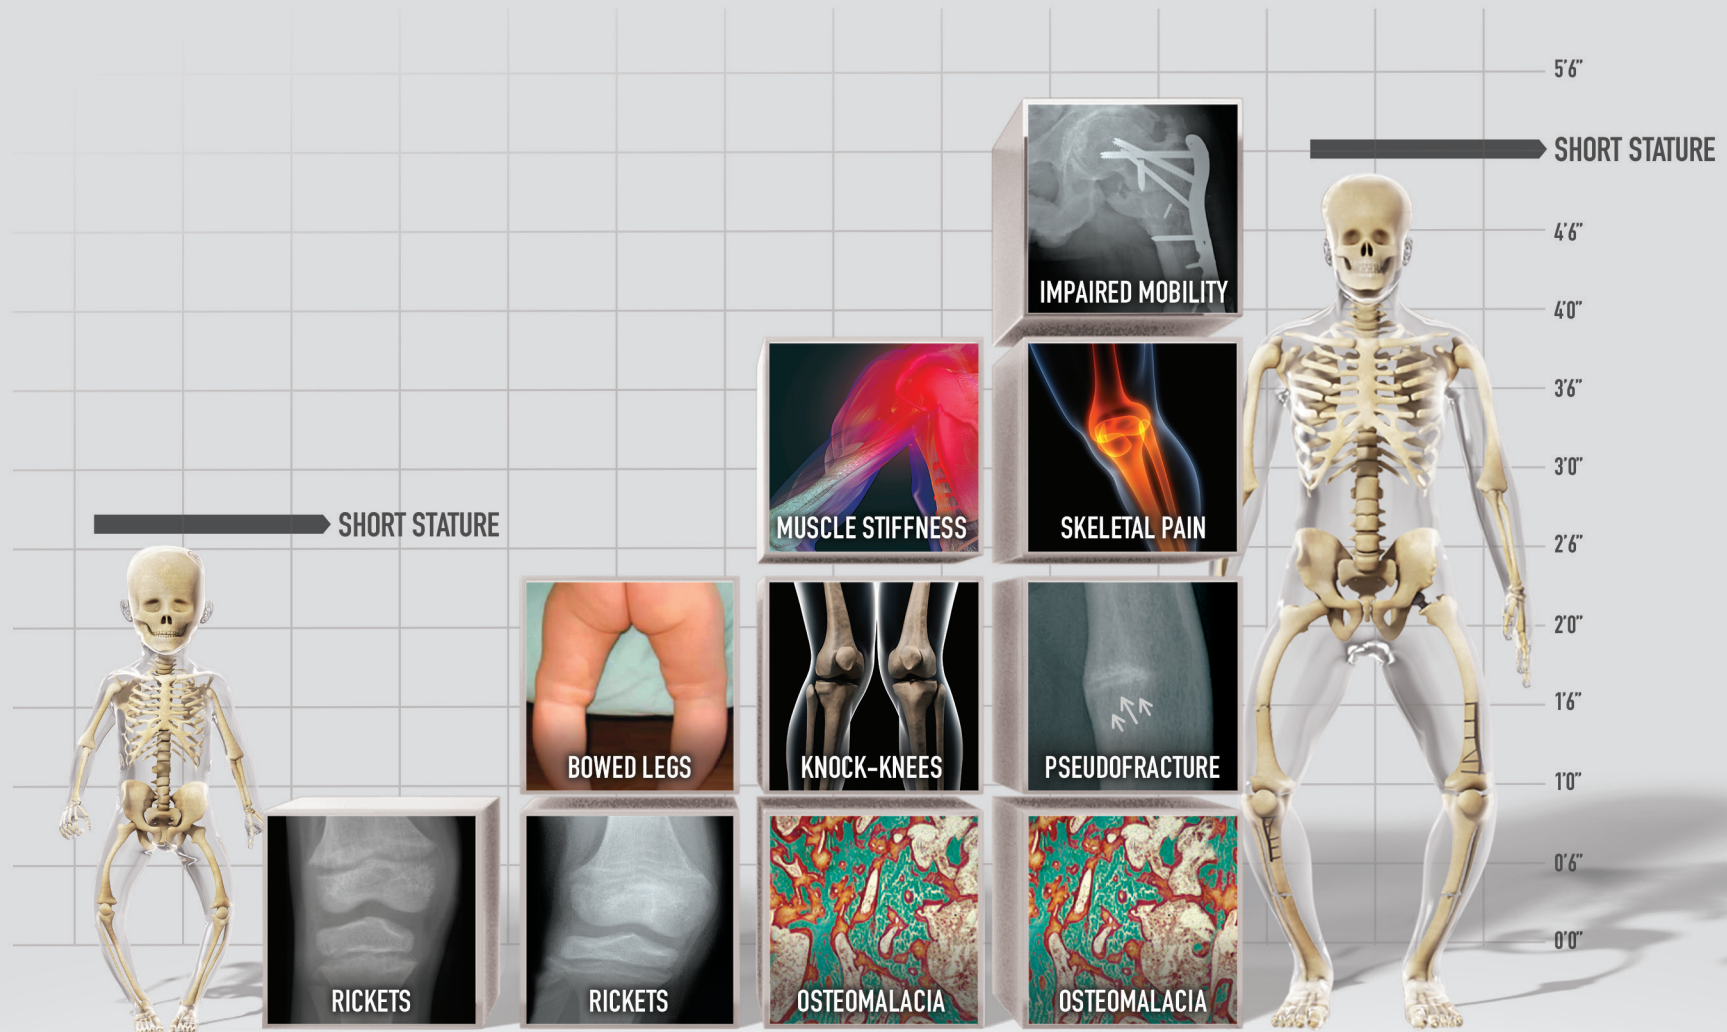 5'6"
SHORT STATURE
4'6"
IMPAIRED MOBILITY
4'0"
3'6"
3'0"
MUSCLE STIFFNESS
SKELETAL PAIN
SHORT STATURE
2'6"
2'0"
1'6"
BOWED LEGS
KNOCK-KNEES
PSEUDOFRACTURE
1'0"
0'6"
0'0"
RICKETS
RICKETS
OSTEOMALACIA
OSTEOMALACIA